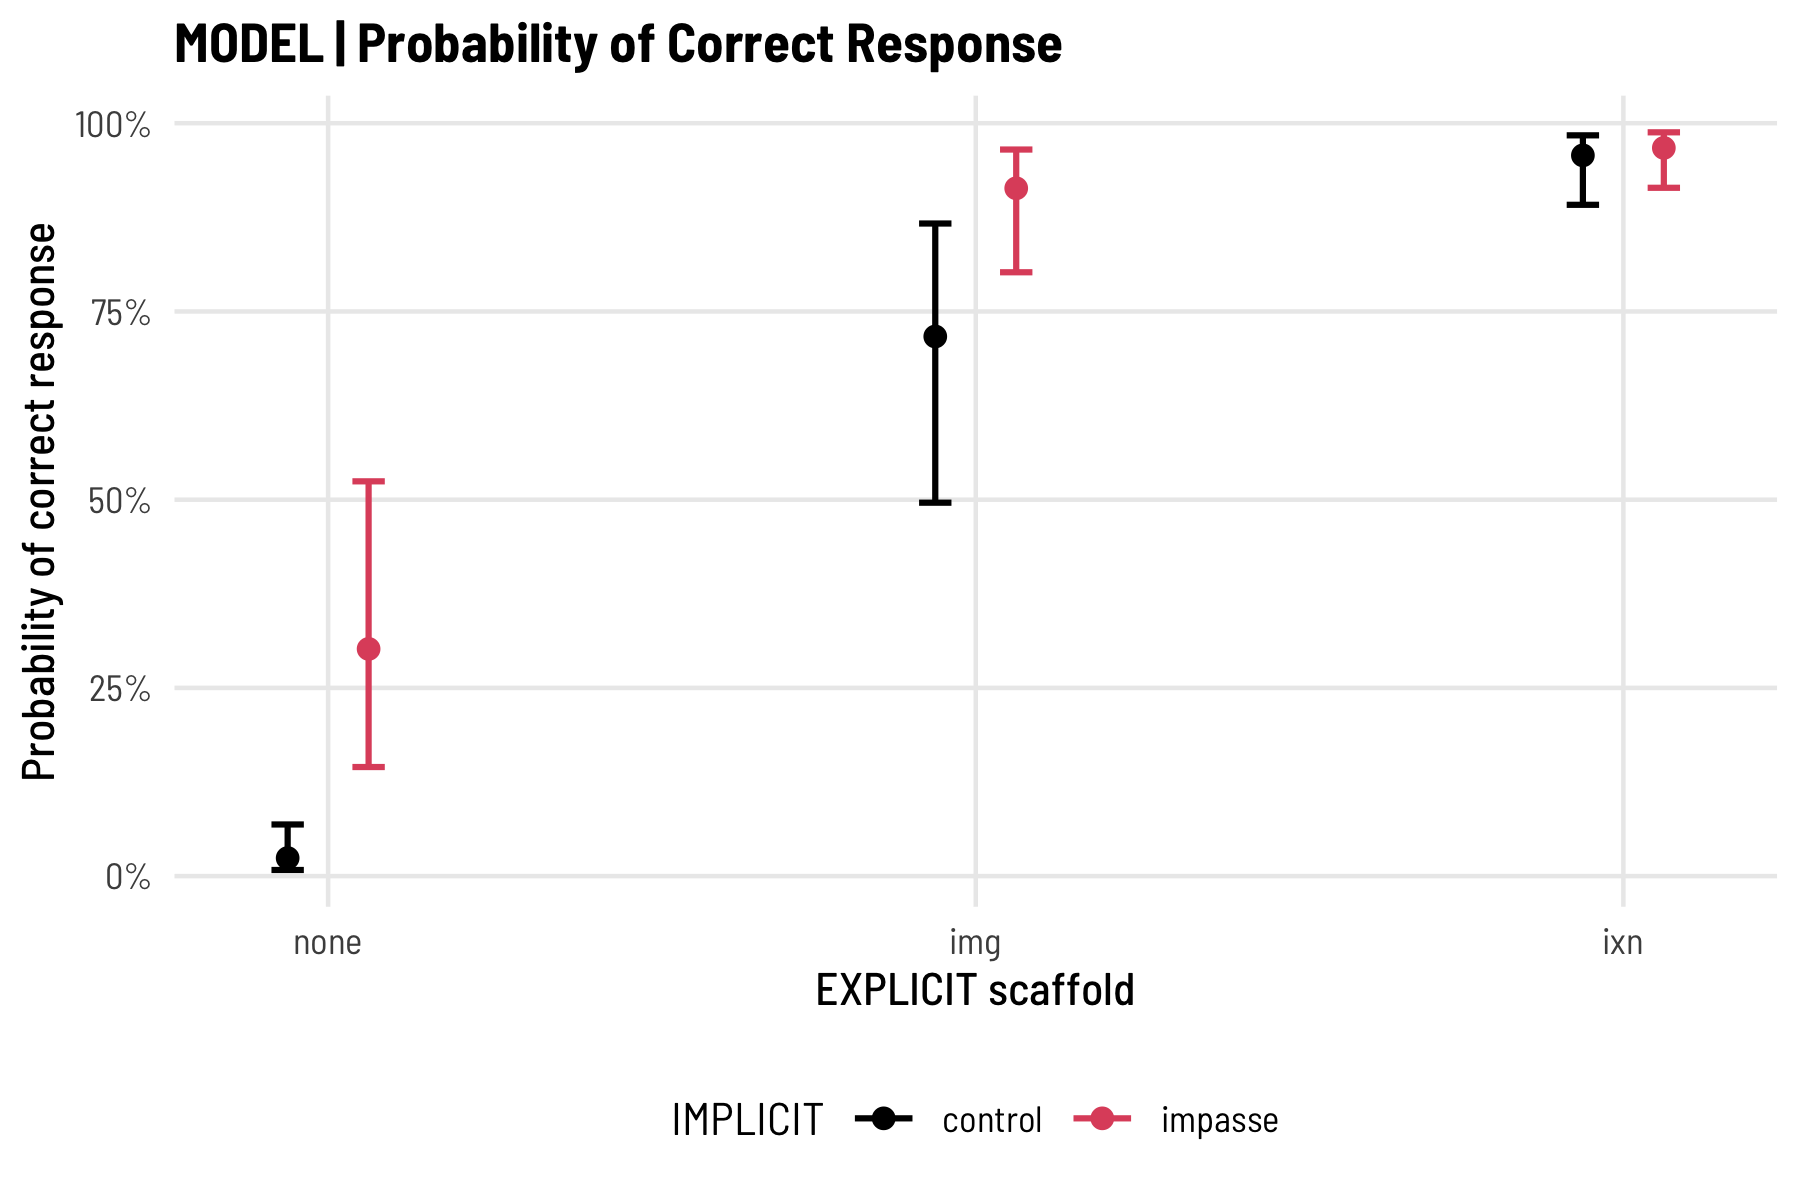 MODEL | Probability of Correct Response
Probability of correct response
100%
75%
50%
25%
0%
none img ixn
EXPLICIT scaffold
IMPLICIT control impasse